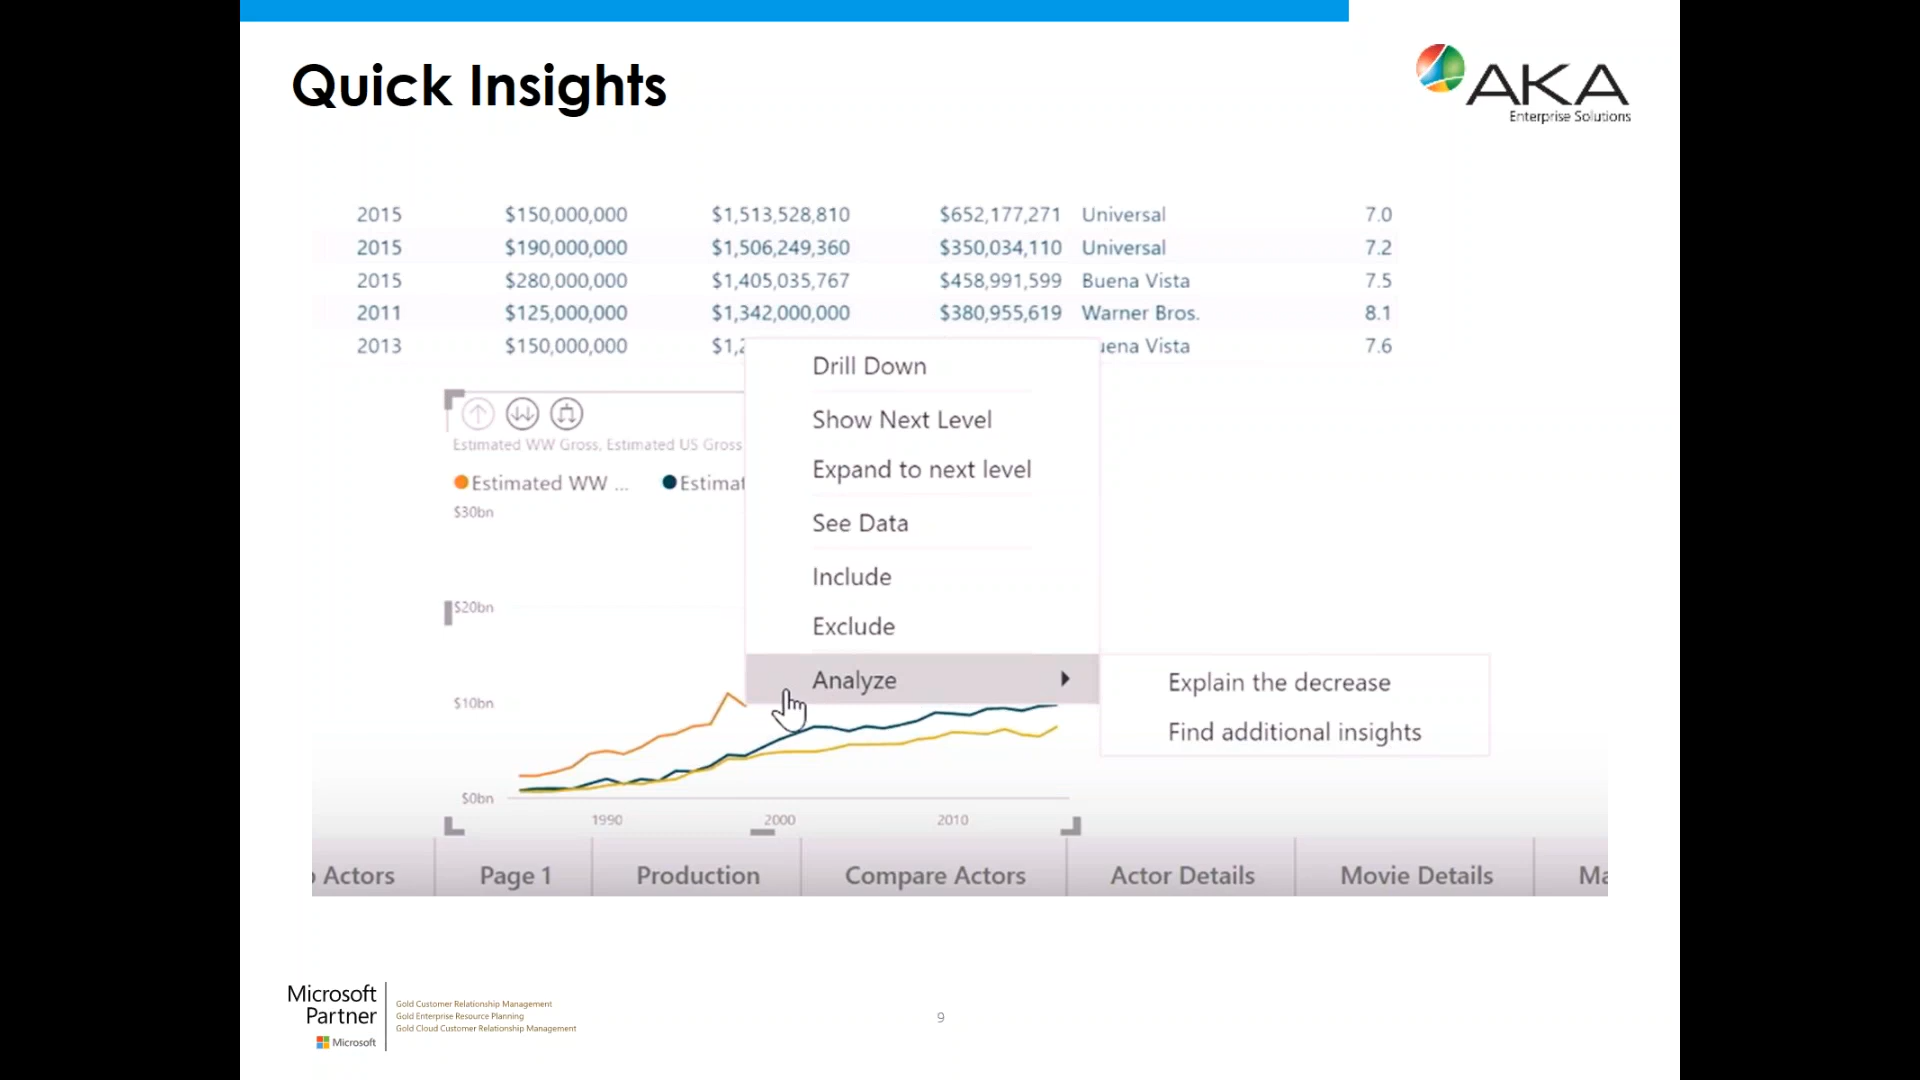 Quick Insights
AKA
Enterprise Solutions
2015 $150,000,000 $1,513,528,810 $652,177,271 Universal 7.0
2015 $190,000,000 $1,506,249,360 $350,034,110 Universal 7.2
2015 $280,000,000 $1,405,035,767 $458,991,599 Buena Vista 7.5
2011 $125,000,000 $1,342,000,000 $380,955,619 Warner Bros. 8.1
2013 $150,000,000 Vista 7.6
Drill Down
Show Next Level
Expand to next level
See Data
Include
Exclude
Analyze
Explain the decrease
Find additional insights
Estimated WW Gross, Estimated US Gross
Estimated WW ...
$30bn
$20bn
$10bn
$0bn
1990 2000 2010
Actors Page 1 Production Compare Actors Actor Details Movie Details
Microsoft
Partner
Microsoft
Gold Customer Relationship Management
Gold Enterprise Resource Planning
Gold Cloud Customer Relationship Management
9